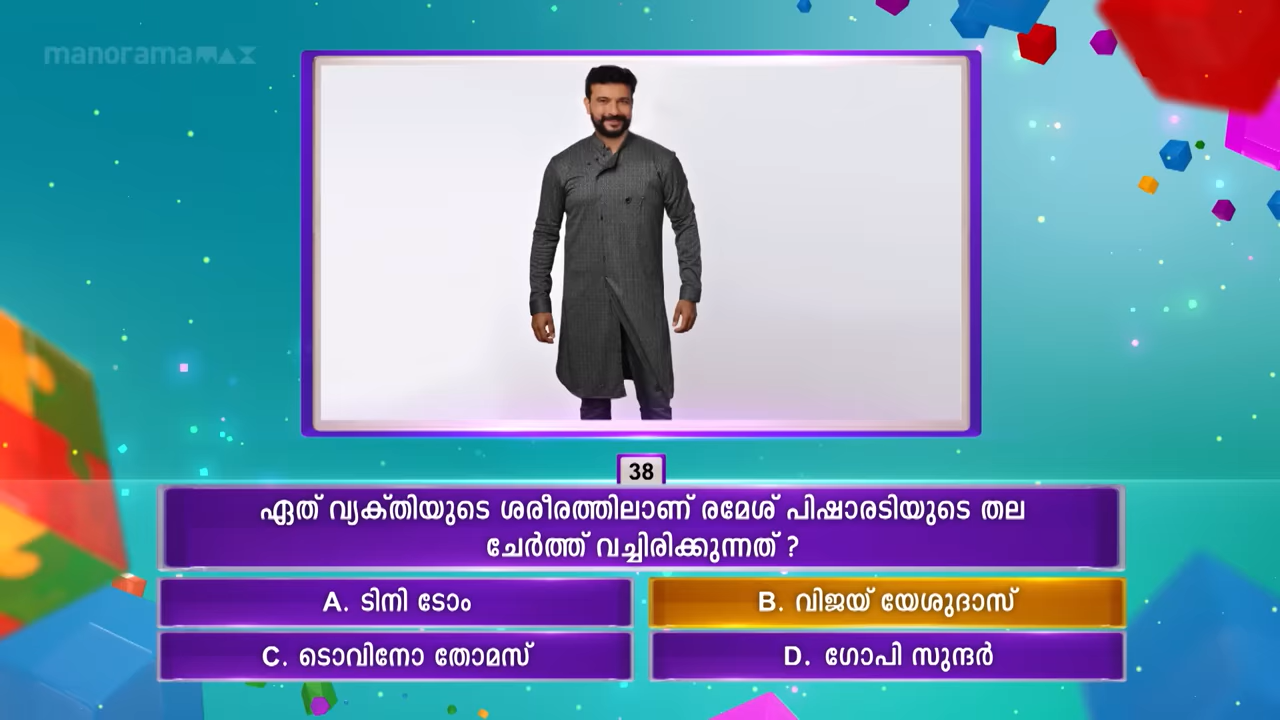 manoramaMAX
38
ഏത് വ്യക്തിയുടെ ശരീരത്തിലാണ് രമേശ് പിഷാരടിയുടെ തല
ചേർത്ത് വച്ചിരിക്കുന്നത് ?
A. ടിനി ടോം
B. വിജയ് യേശുദാസ്
C. ടൊവിനോ തോമസ്
D. ഗോപി സുന്ദർ